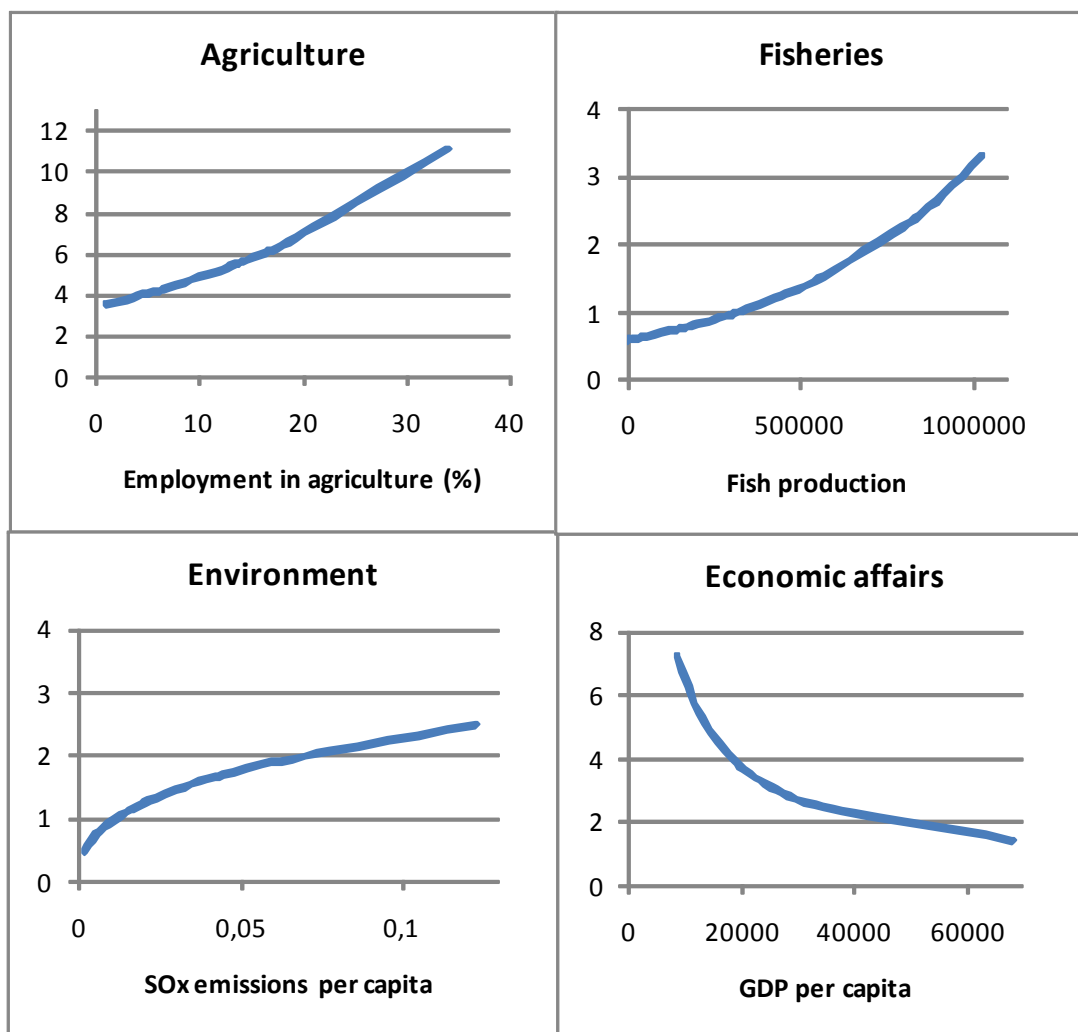 Agriculture
12
10
8
6
4
2
0
0 10 20 30 40
Employment in agriculture (%)
Fisheries
4
3
2
1
0
0 500000 1000000
Fish production
Environment
4
3
2
1
0
0 0,05 0,1
SOx emissions per capita
Economic affairs
8
6
4
2
0
0 20000 40000 60000
GDP per capita